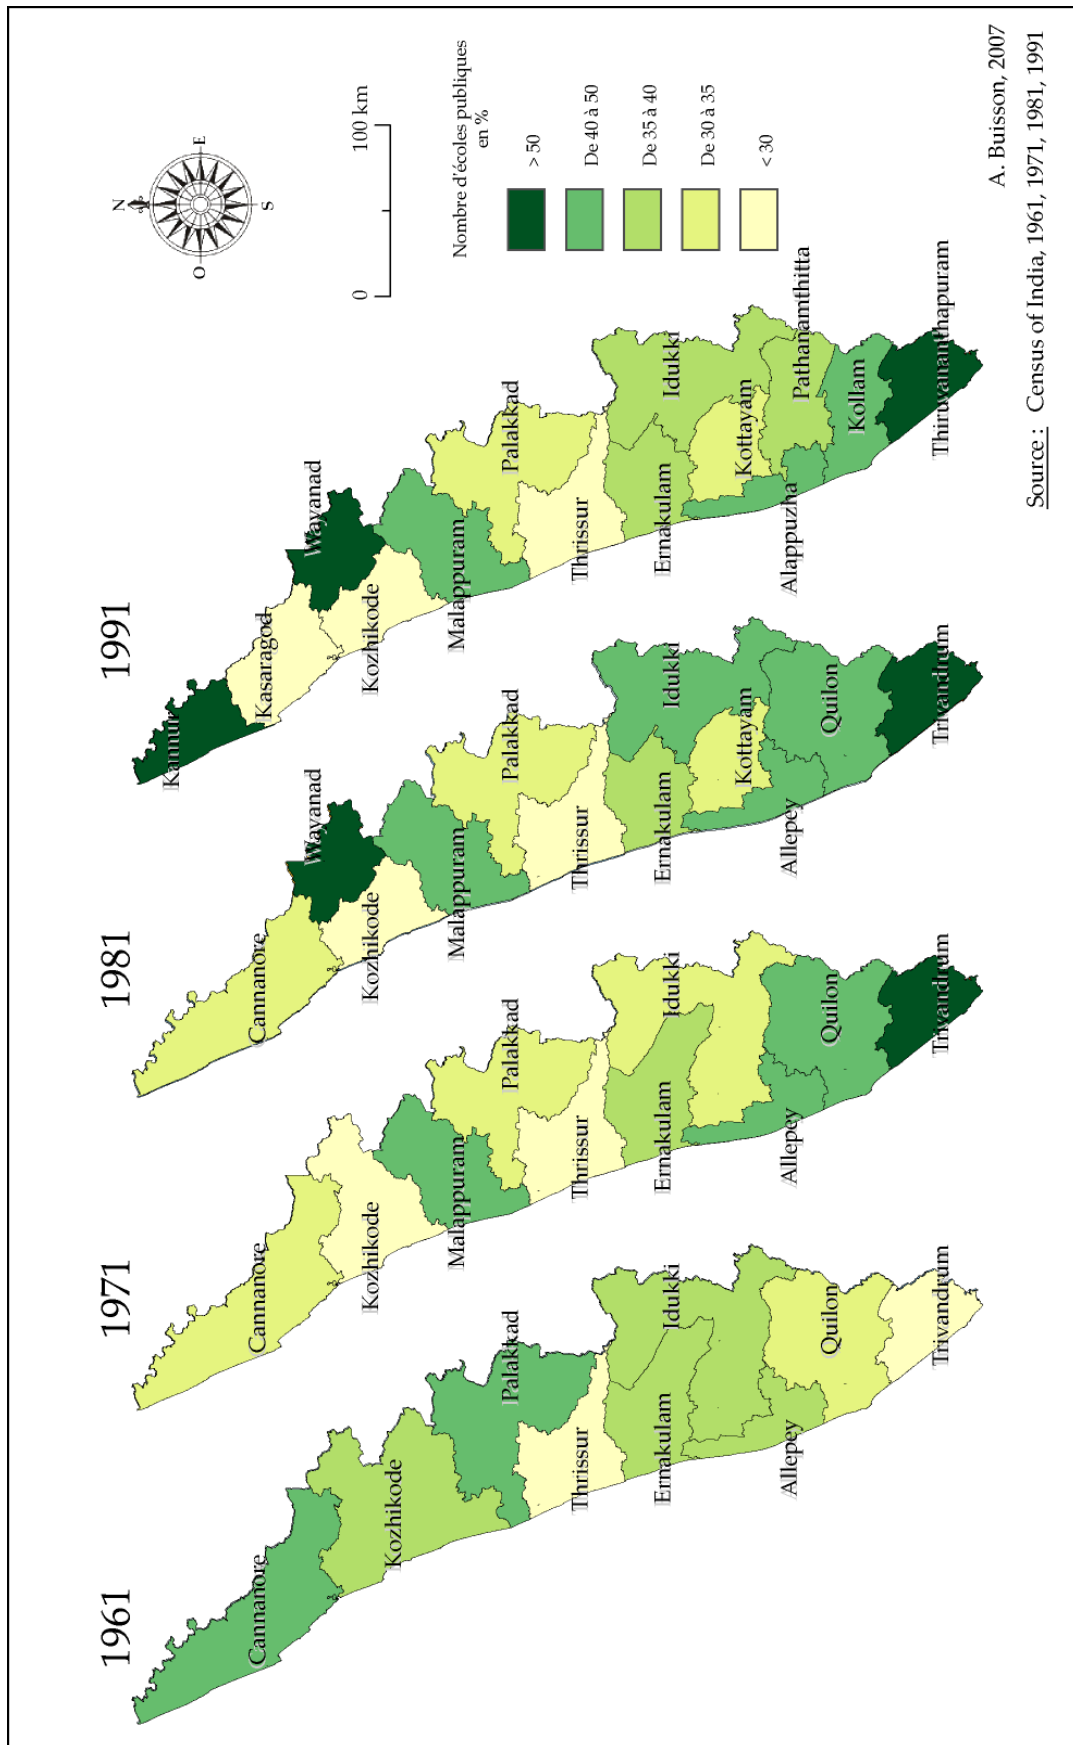 1961
Cannanore
Kozhikode
Palakkad
Thrissur
Ernakulam
Idukki
Allepey
Quilon
Trivandrum
1971
Cannanore
Kozhikode
Malappuram
Palakkad
Thrissur
Ernakulam
Idukki
Allepey
Quilon
Trivandrum
1981
Cannanore
Wayanad
Kozhikode
Malappuram
Palakkad
Thrissur
Ernakulam
Idukki
Kottayam
Allepey
Quilon
Trivandrum
1991
Kannur
Kasaragod
Wayanad
Kozhikode
Malappuram
Palakkad
Thrissur
Ernakulam
Idukki
Kottayam
Alappuzha
Pathanamthitta
Kollam
Thiruvananthapuram
N
O
E
S
0
100 km
Nombre d'écoles publiques
en %
> 50
De 40 à 50
De 35 à 40
De 30 à 35
< 30
A. Buisson, 2007
Source : Census of India, 1961, 1971, 1981, 1991